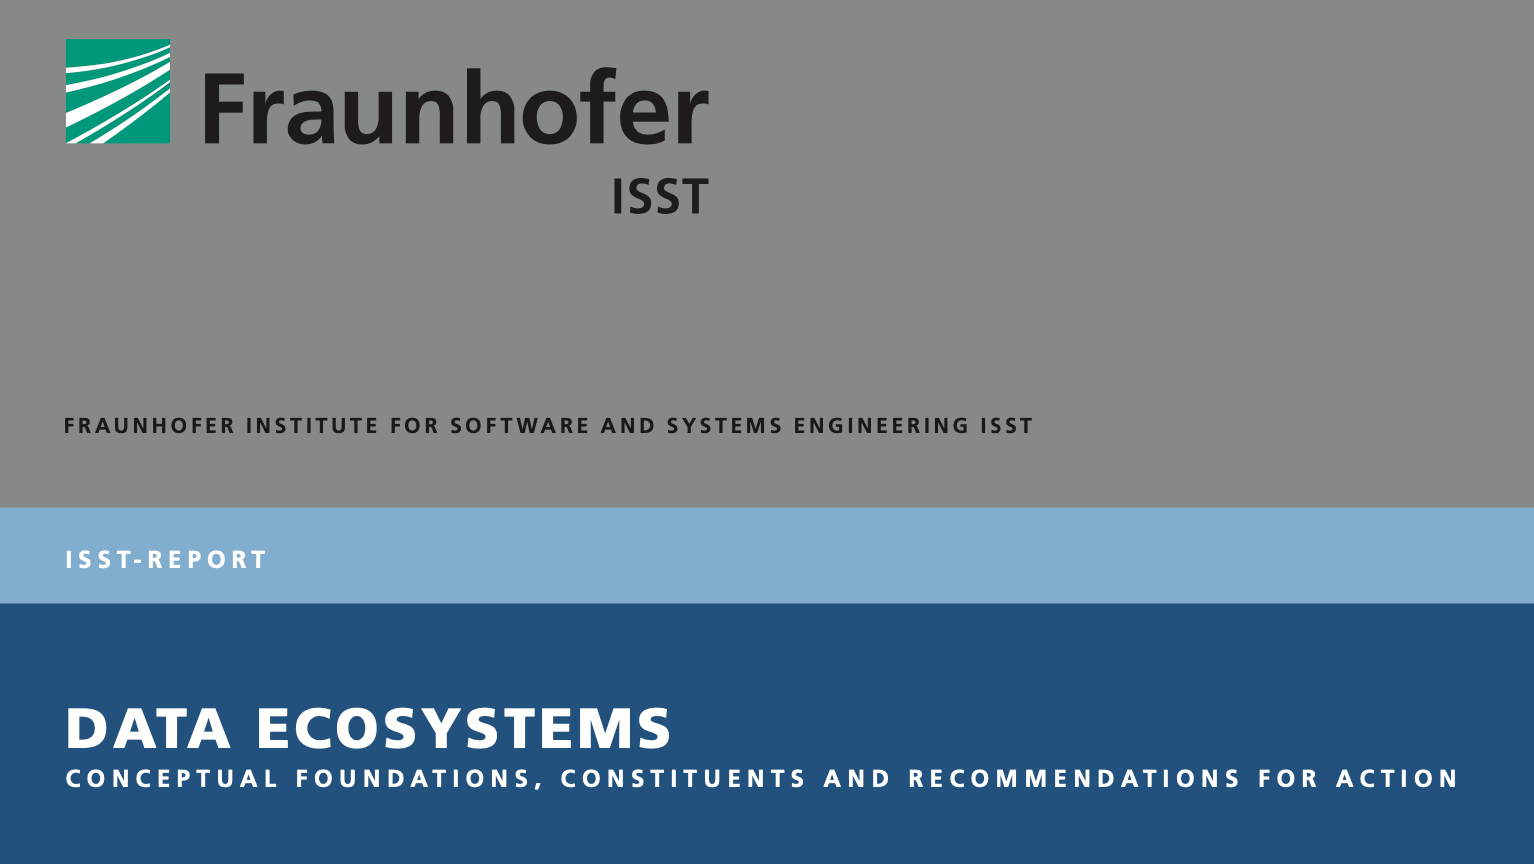 Fraunhofer
ISST
FRAUNHOFER INSTITUTE FOR SOFTWARE AND SYSTEMS ENGINEERING ISST
ISST-REPORT
DATA ECOSYSTEMS
CONCEPTUAL FOUNDATIONS, CONSTITUENTS AND RECOMMENDATIONS FOR ACTION